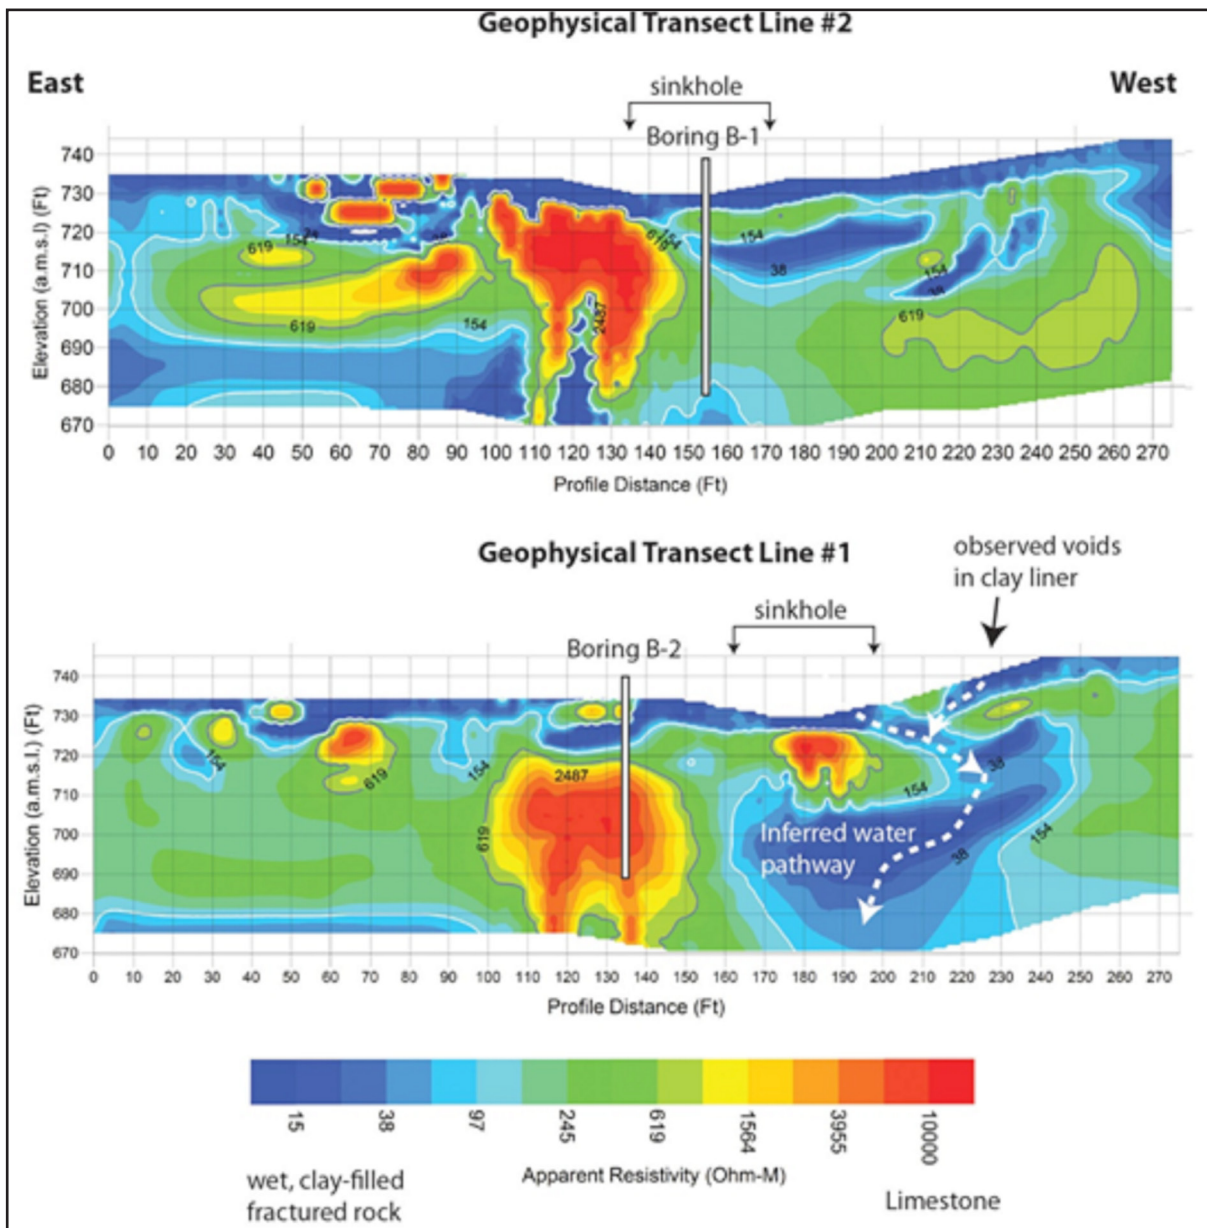 Geophysical Transect Line #2
East
West
sinkhole
Boring B-1
Elevation (a.m.s.l) (Ft)
740
730
720
710
700
690
680
670
619
154
38
619
154
619
154
2487
154
38
154
38
619
0 10 20 30 40 50 60 70 80 90 100 110 120 130 140 150 160 170 180 190 200 210 220 230 240 250 260 270
Profile Distance (Ft)
Geophysical Transect Line #1
observed voids
in clay liner
sinkhole
Boring B-2
Elevation (a.m.s.l.) (Ft)
740
730
720
710
700
690
680
670
154
619
154
2487
619
154
38
38
154
Inferred water
pathway
0 10 20 30 40 50 60 70 80 90 100 110 120 130 140 150 160 170 180 190 200 210 220 230 240 250 260 270
Profile Distance (Ft)
15 38 97 245 619 1564 3955 10000
Apparent Resistivity (Ohm-M)
wet, clay-filled
fractured rock
Limestone